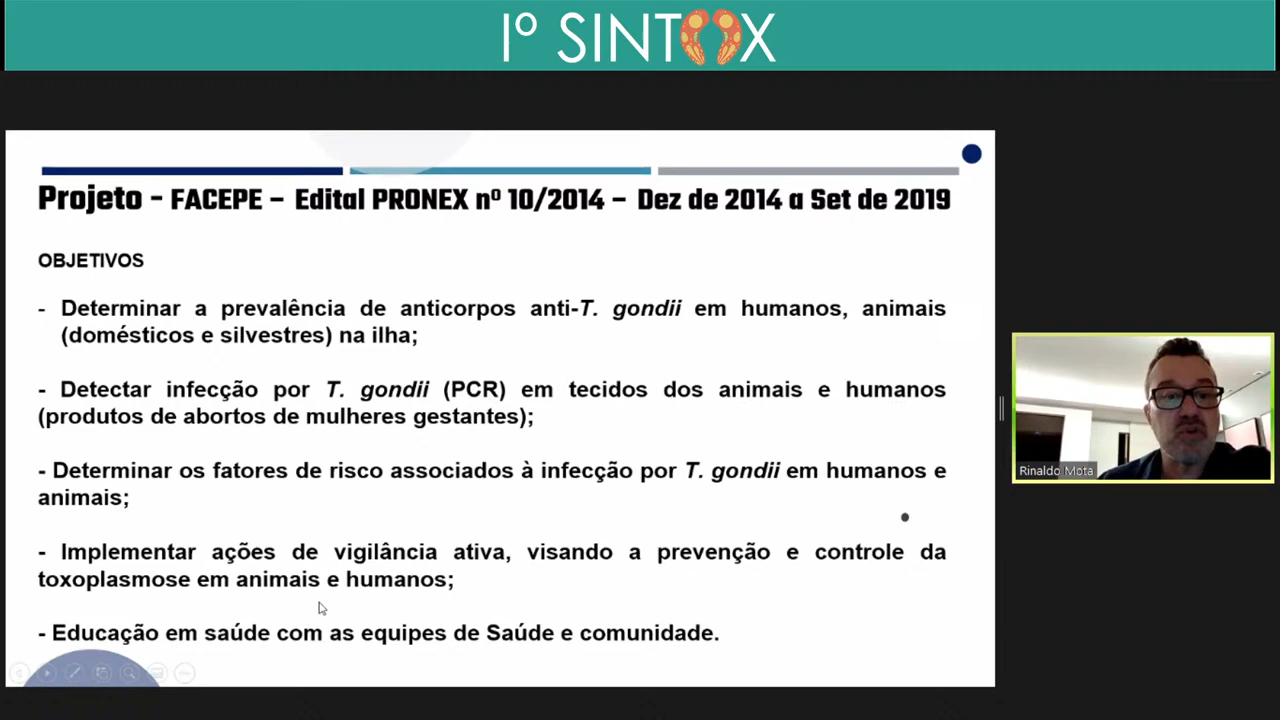 Iº SINTOX
Projeto - FACEPE – Edital PRONEX nº 10/2014 – Dez de 2014 a Set de 2019
OBJETIVOS
- Determinar a prevalência de anticorpos anti-T. gondii em humanos, animais
(domésticos e silvestres) na ilha;
- Detectar infecção por T. gondii (PCR) em tecidos dos animais e humanos
(produtos de abortos de mulheres gestantes);
- Determinar os fatores de risco associados à infecção por T. gondii em humanos e
animais;
- Implementar ações de vigilância ativa, visando a prevenção e controle da
toxoplasmose em animais e humanos;
- Educação em saúde com as equipes de Saúde e comunidade.
Rinaldo Mota